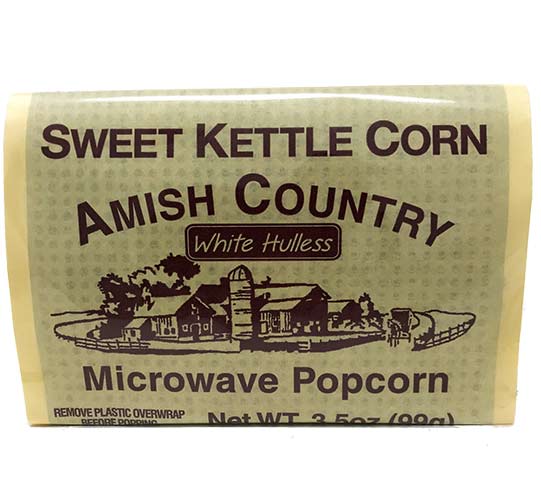 SWEET KETTLE CORN
AMISH COUNTRY
White Hulless
Microwave Popcorn
REMOVE PLASTIC OVERWRAP
BEFORE POPPING
Net WT. 3.5oz (99g)